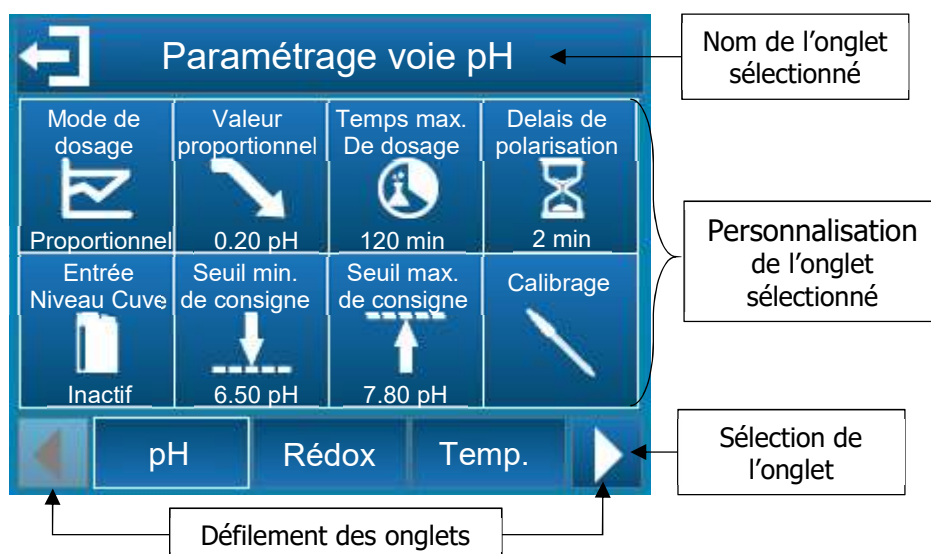 Paramétrage voie pH
Nom de l'onglet
sélectionné
Mode de
dosage
Proportionnel
Valeur
proportionnel
0.20 pH
Temps max.
De dosage
120 min
Delais de
polarisation
2 min
Personnalisation
de l'onglet
sélectionné
Entrée
Niveau Cuve
Inactif
Seuil min.
de consigne
6.50 pH
Seuil max.
de consigne
7.80 pH
Calibrage
pH
Rédox
Temp.
Sélection de
l'onglet
Défilement des onglets